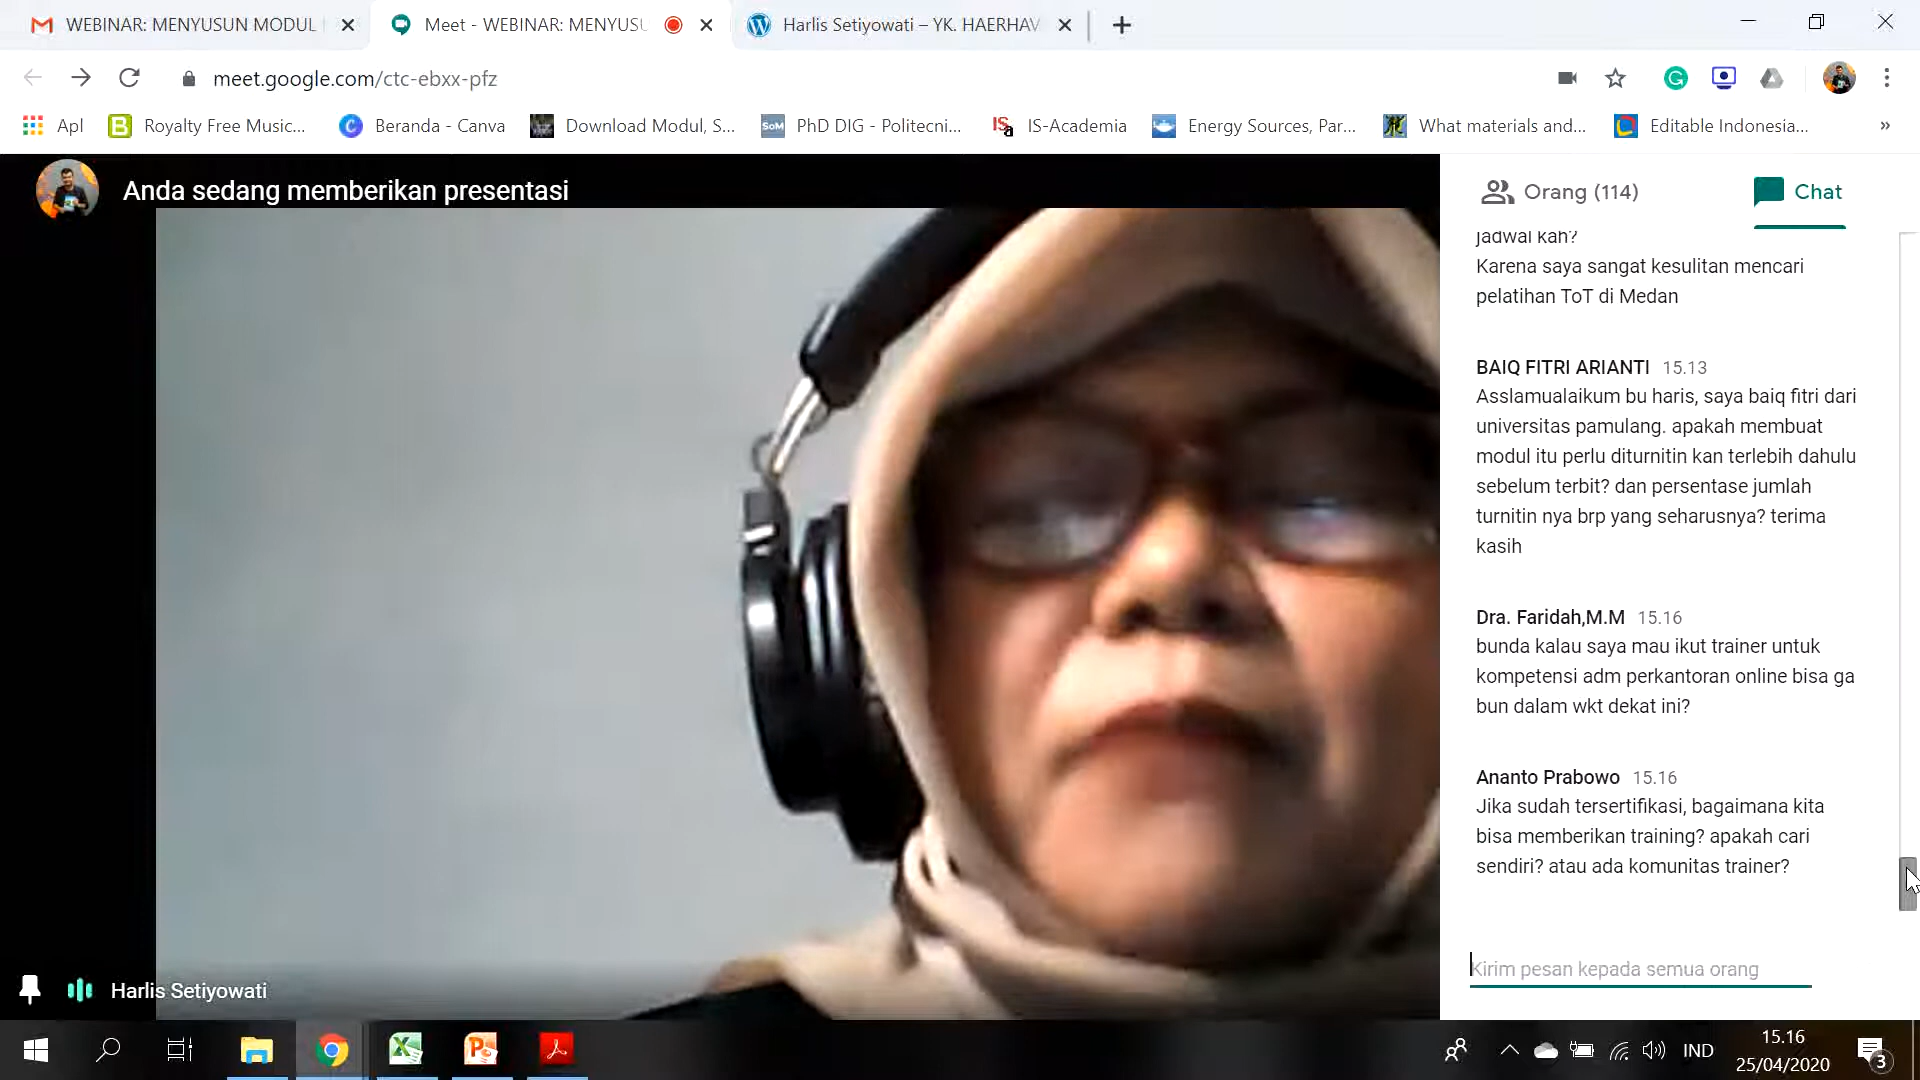 WEBINAR: MENYUSUN MODUL
Meet - WEBINAR: MENYUSU
Harlis Setiyowati – YK. HAERHAV
meet.google.com/ctc-ebxx-pfz
Apl
Royalty Free Music...
Beranda - Canva
Download Modul, S...
SoM
PhD DIG - Politecni...
IS-Academia
Energy Sources, Par...
What materials and...
Editable Indonesia...
»
Anda sedang memberikan presentasi
Orang (114)
Chat
jadwal kah?
Karena saya sangat kesulitan mencari
pelatihan ToT di Medan
BAIQ FITRI ARIANTI 15.13
Asslamualaikum bu haris, saya baiq fitri dari
universitas pamulang. apakah membuat
modul itu perlu diturnitin kan terlebih dahulu
sebelum terbit? dan persentase jumlah
turnitin nya brp yang seharusnya? terima
kasih
Dra. Faridah,M.M 15.16
bunda kalau saya mau ikut trainer untuk
kompetensi adm perkantoran online bisa ga
bun dalam wkt dekat ini?
Ananto Prabowo 15.16
Jika sudah tersertifikasi, bagaimana kita
bisa memberikan training? apakah cari
sendiri? atau ada komunitas trainer?
Kirim pesan kepada semua orang
Harlis Setiyowati
IND
15.16
25/04/2020
3